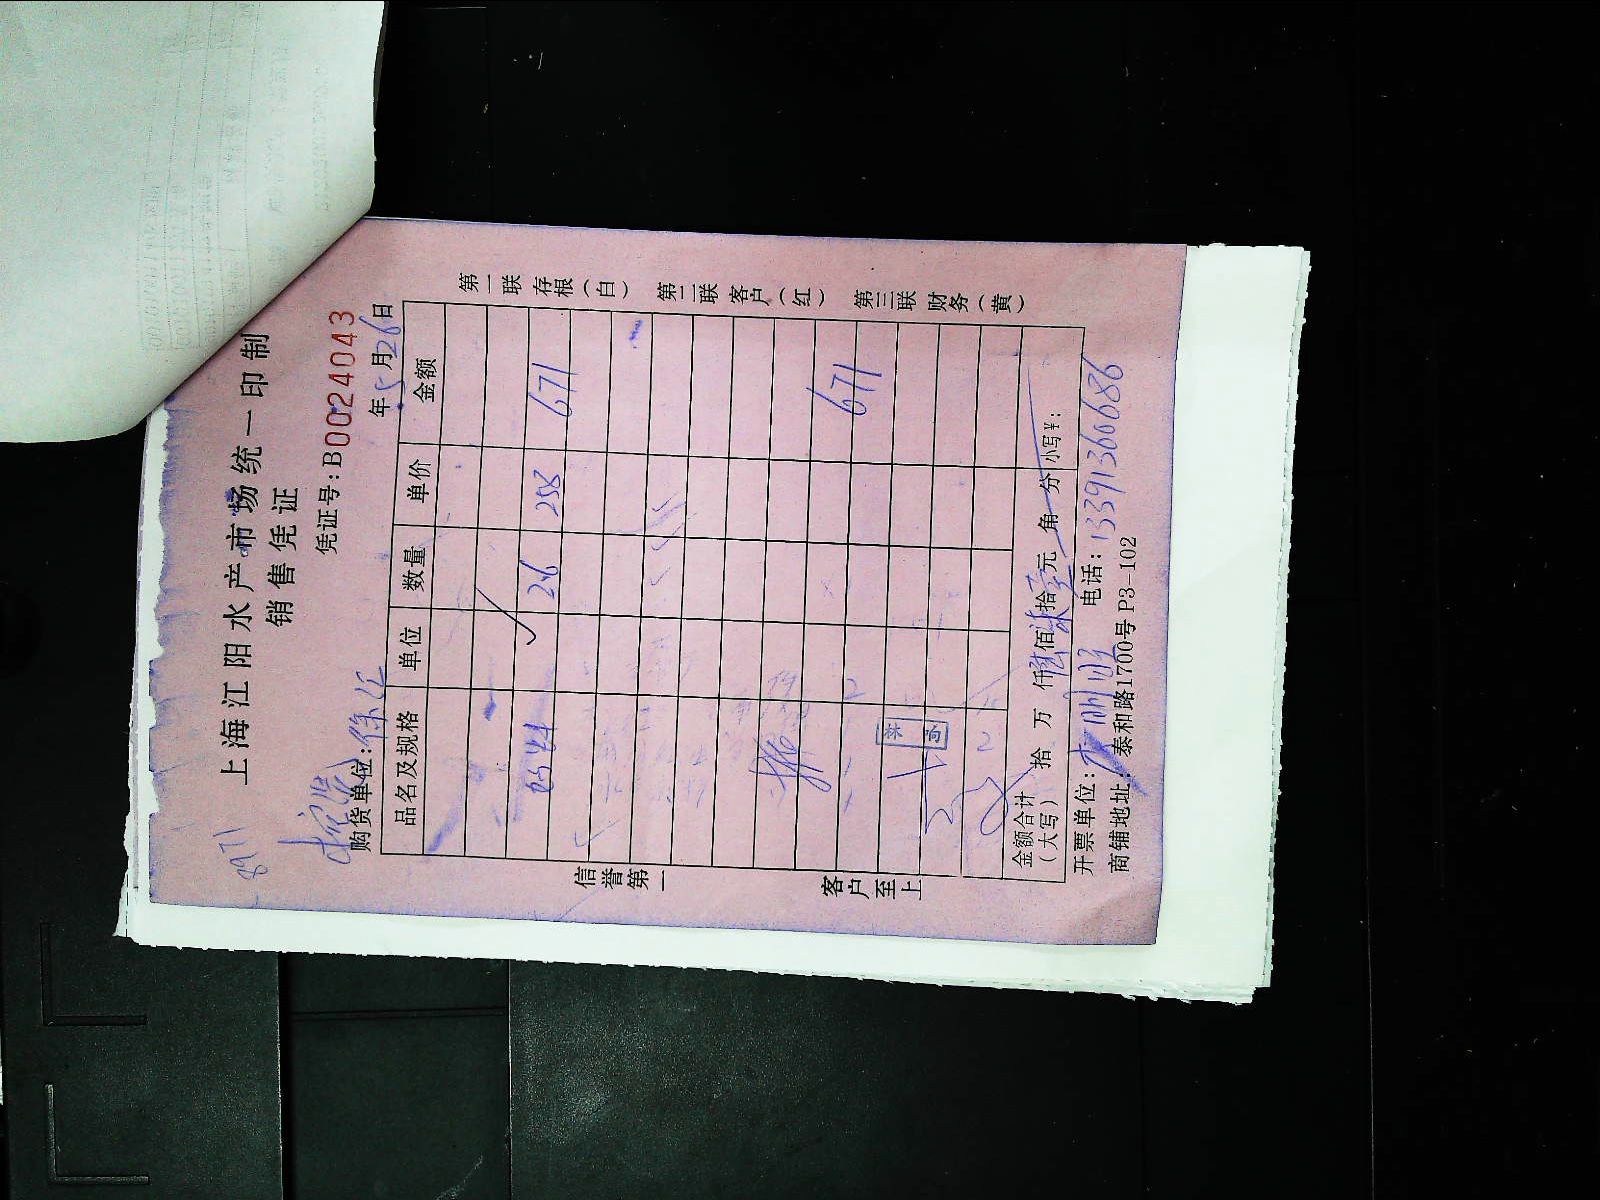 上海江阳水产市场统一印制
销售凭证
凭证号:B0024043
购货单位:
年5月26日
品名及规格 单位 数量 单价 金额
26 258 671
671
金额合计(大写) 拾 万 仟陆佰柒拾壹元 角 分 小写¥:
开票单位: 电话:13391360686
商铺地址:泰和路1700号P3-102
信誉第一
客户至上
第一联 存根(白)
第二联 客户(红)
第三联 财务(黄)